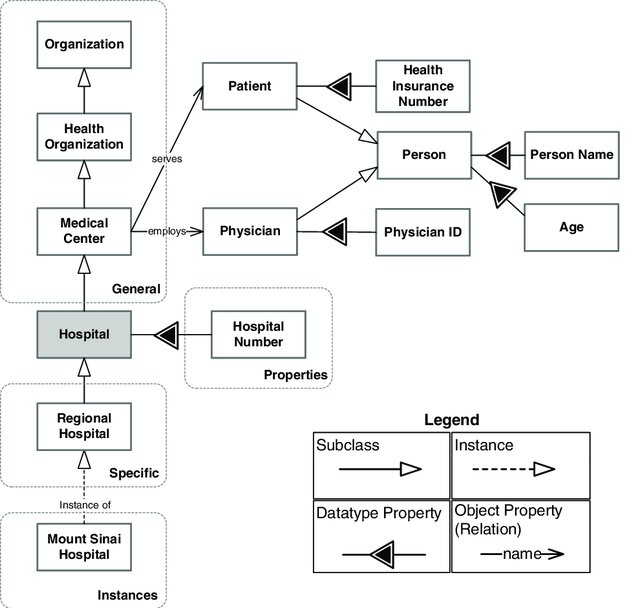 Organization
Health
Organization
Medical
Center
General
serves
employs
Patient
Health
Insurance
Number
Person
Person Name
Age
Physician
Physician ID
Hospital
Hospital
Number
Properties
Regional
Hospital
Specific
Instance of
Mount Sinai
Hospital
Instances
Legend
Subclass
Instance
Datatype Property
Object Property
(Relation)
name